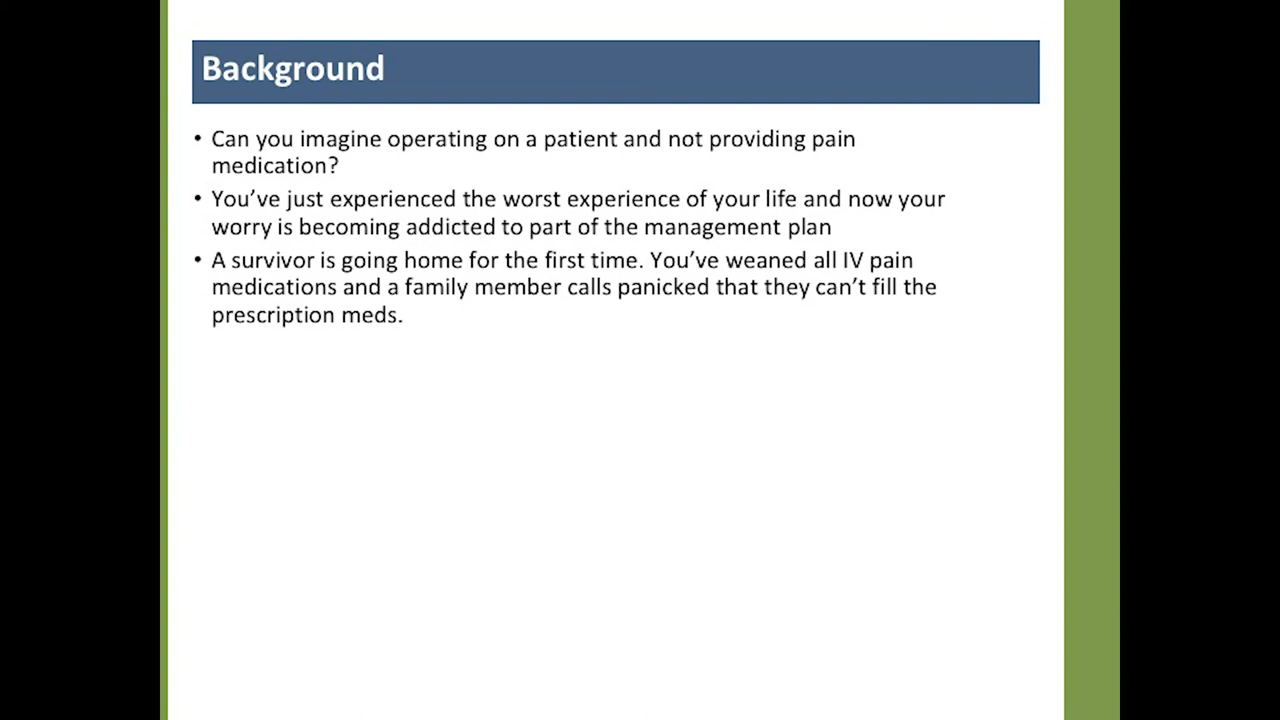 Background
• Can you imagine operating on a patient and not providing pain
medication?
• You’ve just experienced the worst experience of your life and now your
worry is becoming addicted to part of the management plan
• A survivor is going home for the first time. You’ve weaned all IV pain
medications and a family member calls panicked that they can’t fill the
prescription meds.